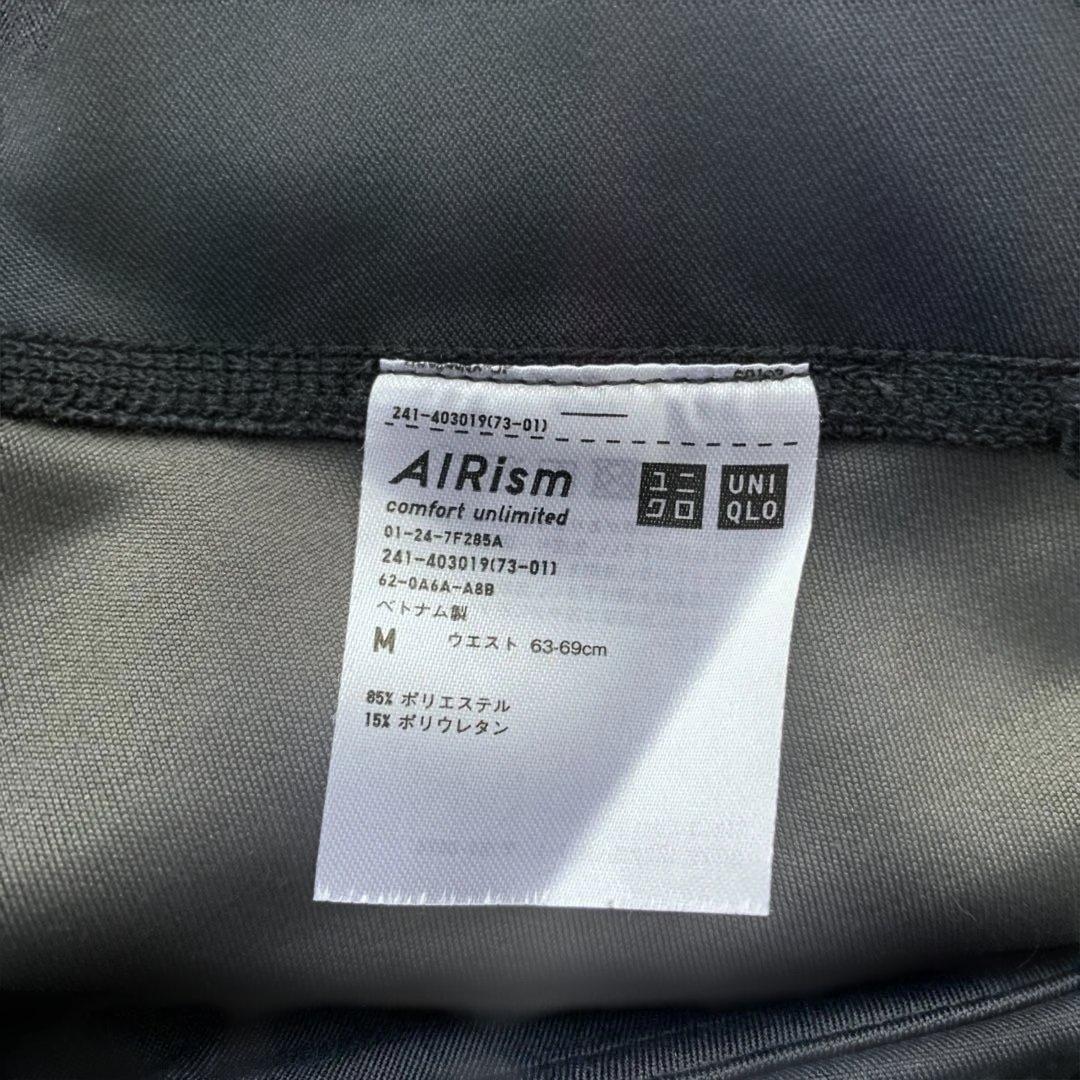 241-403019(73-01)
AIRism
comfort unlimited
ユニクロ
UNIQLO
01-24-7F285A
241-403019(73-01)
62-0A6A-A8B
ベトナム製
M ウエスト 63-69cm
85% ポリエステル
15% ポリウレタン